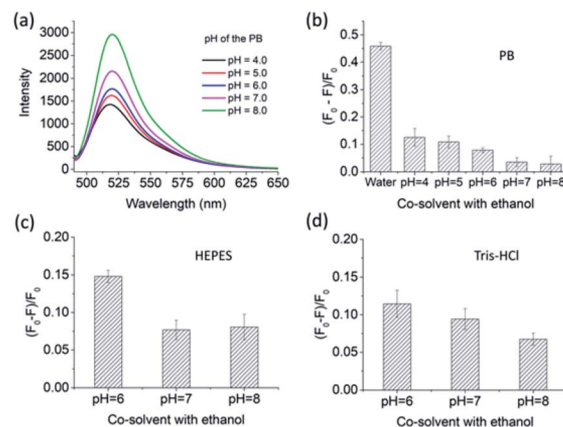 (a)
pH of the PB
pH = 4.0
pH = 5.0
pH = 6.0
pH = 7.0
pH = 8.0
3000
2500
2000
1500
1000
500
0
Intensity
500 525 550 575 600 625 650
Wavelength (nm)
(b)
PB
0.5
0.4
0.3
0.2
0.1
0.0
(F₀ - F)/F₀
Water pH=4 pH=5 pH=6 pH=7 pH=8
Co-solvent with ethanol
(c)
HEPES
0.20
0.15
0.10
0.05
0.00
(F₀-F)/F₀
pH=6 pH=7 pH=8
Co-solvent with ethanol
(d)
Tris-HCl
0.20
0.15
0.10
0.05
0.00
(F₀-F)/F₀
pH=6 pH=7 pH=8
Co-solvent with ethanol